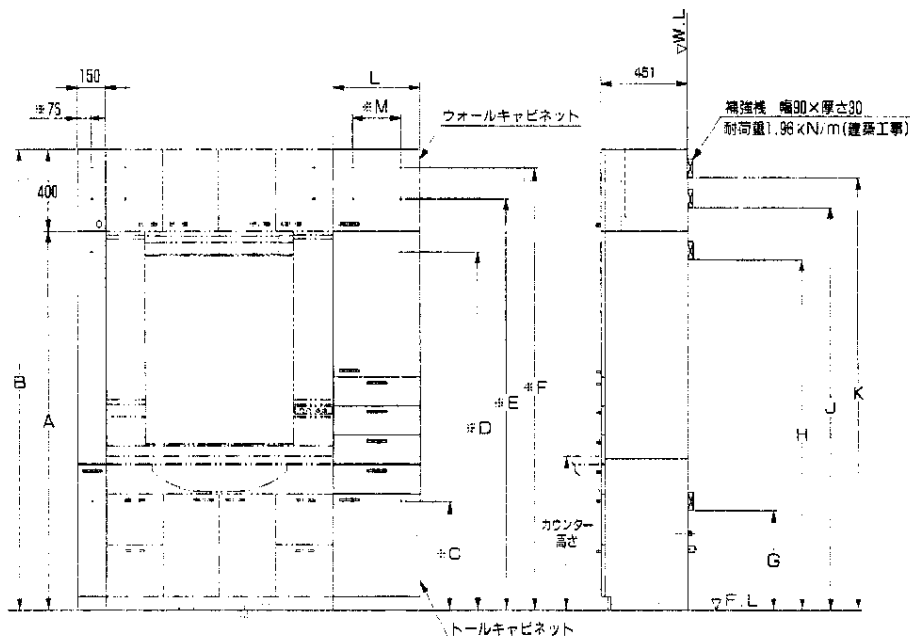 W.L
150
L
451
※75
※M
ウォールキャビネット
補強桟 幅90×厚さ30
耐荷重1.96kN/m(建築工事)
400
B
A
※F
※E
※D
※C
K
J
H
G
カウンター
高さ
F.L
トールキャビネット